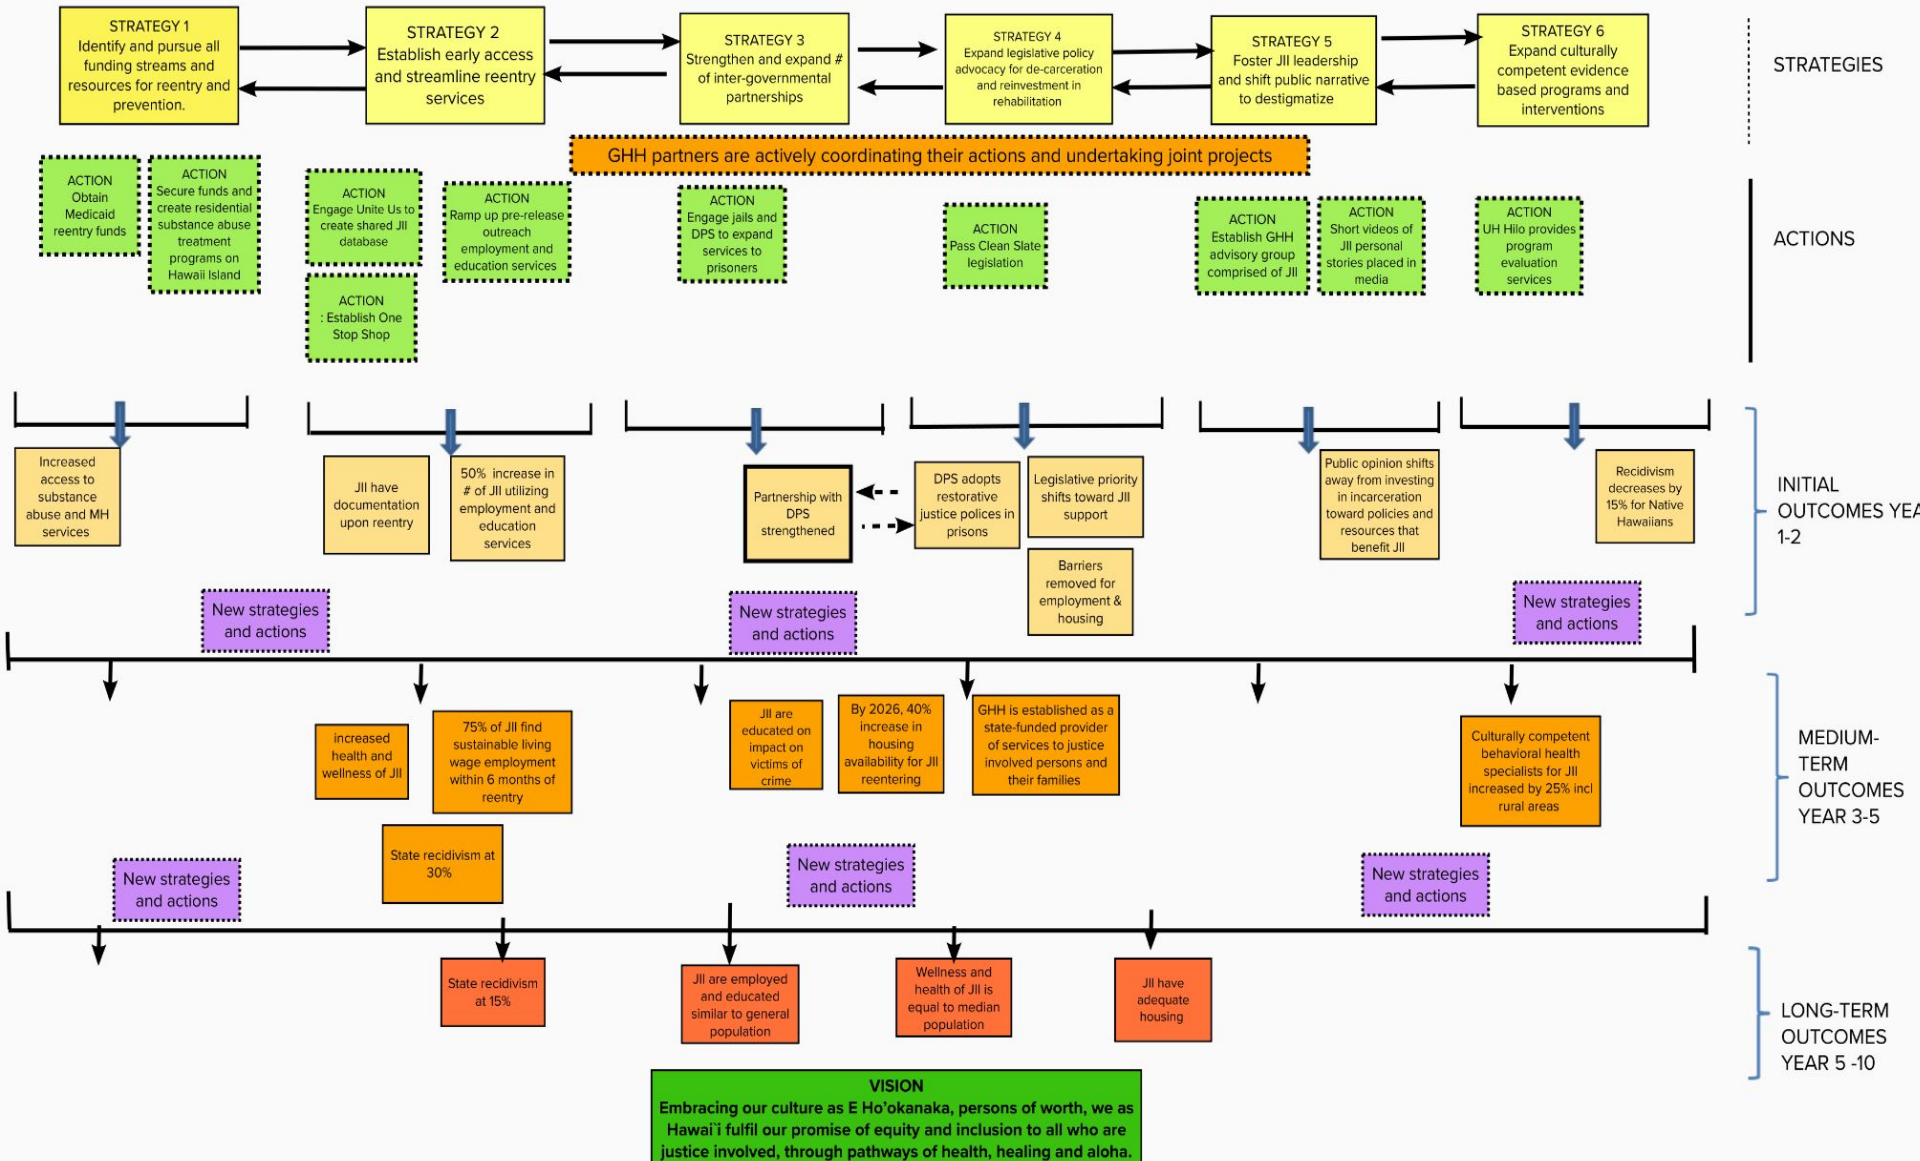 STRATEGY 1
Identify and pursue all
funding streams and
resources for reentry and
prevention.
STRATEGY 2
Establish early access
and streamline reentry
services
STRATEGY 3
Strengthen and expand #
of inter-governmental
partnerships
STRATEGY 4
Expand legislative policy
advocacy for de-carceration
and reinvestment in
rehabilitation
STRATEGY 5
Foster JII leadership
and shift public narrative
to destigmatize
STRATEGY 6
Expand culturally
competent evidence
based programs and
interventions
STRATEGIES
GHH partners are actively coordinating their actions and undertaking joint projects
ACTION
Obtain
Medicaid
reentry funds
ACTION
Secure funds and
create residential
substance abuse
treatment
programs on
Hawaii Island
ACTION
Engage Unite Us to
create shared JII
database
ACTION
: Establish One
Stop Shop
ACTION
Ramp up pre-release
outreach
employment and
education services
ACTION
Engage jails and
DPS to expand
services to
prisoners
ACTION
Pass Clean Slate
legislation
ACTION
Establish GHH
advisory group
comprised of JII
ACTION
Short videos of
JII personal
stories placed in
media
ACTION
UH Hilo provides
program
evaluation
services
ACTIONS
Increased
access to
substance
abuse and MH
services
JII have
documentation
upon reentry
50% increase in
# of JII utilizing
employment and
education
services
Partnership with
DPS
strengthened
DPS adopts
restorative
justice polices in
prisons
Legislative priority
shifts toward JII
support
Barriers
removed for
employment &
housing
Public opinion shifts
away from investing
in incarceration
toward policies and
resources that
benefit JII
Recidivism
decreases by
15% for Native
Hawaiians
INITIAL
OUTCOMES YEA
1-2
New strategies
and actions
New strategies
and actions
New strategies
and actions
increased
health and
wellness of JII
75% of JII find
sustainable living
wage employment
within 6 months of
reentry
State recidivism at
30%
JII are
educated on
impact on
victims of
crime
By 2026, 40%
increase in
housing
availability for JII
reentering
GHH is established as a
state-funded provider
of services to justice
involved persons and
their families
Culturally competent
behavioral health
specialists for JII
increased by 25% incl
rural areas
MEDIUM-
TERM
OUTCOMES
YEAR 3-5
New strategies
and actions
New strategies
and actions
New strategies
and actions
State recidivism
at 15%
JII are employed
and educated
similar to general
population
Wellness and
health of JII is
equal to median
population
JII have
adequate
housing
LONG-TERM
OUTCOMES
YEAR 5 -10
VISION
Embracing our culture as E Ho'okanaka, persons of worth, we as
Hawai`i fulfil our promise of equity and inclusion to all who are
justice involved, through pathways of health, healing and aloha.